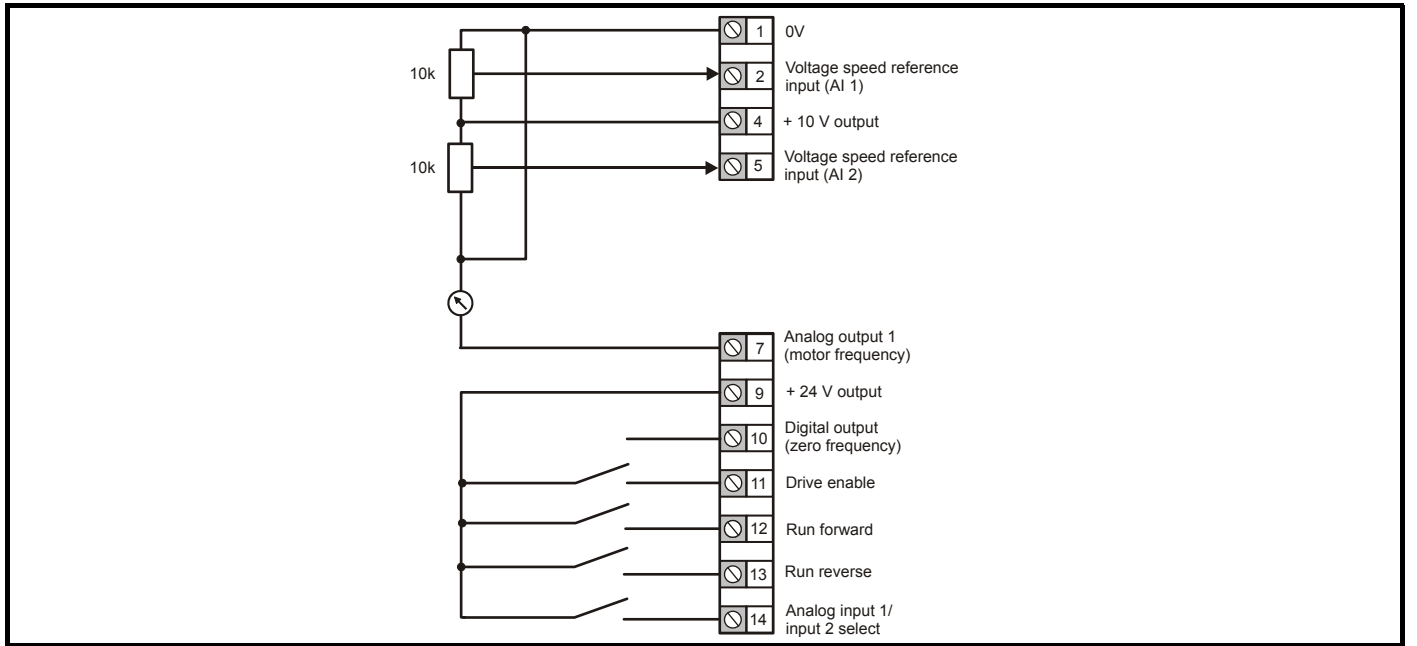 1 0V
10k
2 Voltage speed reference
input (AI 1)
4 + 10 V output
10k
5 Voltage speed reference
input (AI 2)
7 Analog output 1
(motor frequency)
9 + 24 V output
10 Digital output
(zero frequency)
11 Drive enable
12 Run forward
13 Run reverse
14 Analog input 1/
input 2 select